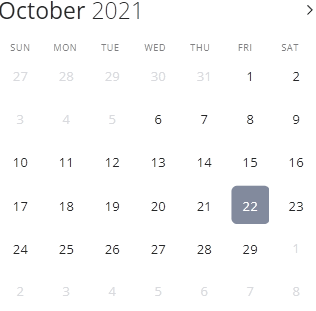 October 2021
SUN MON TUE WED THU FRI SAT
27 28 29 30 31 1 2
3 4 5 6 7 8 9
10 11 12 13 14 15 16
17 18 19 20 21 22 23
24 25 26 27 28 29 1
2 3 4 5 6 7 8